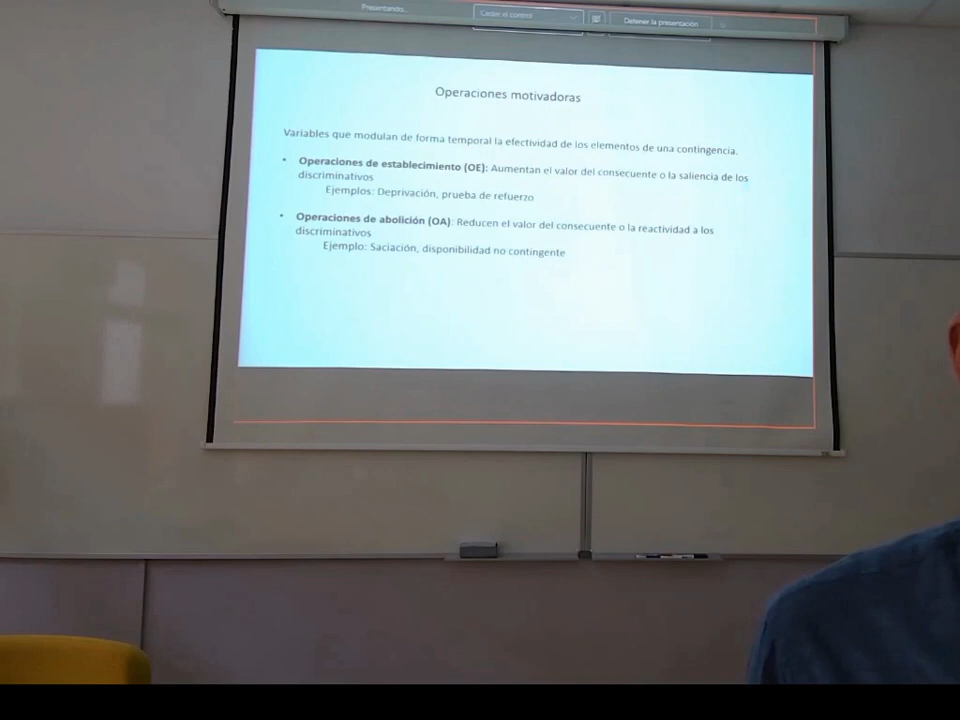 Presentando...
Ceder el control
Detener la presentación
Operaciones motivadoras
Variables que modulan de forma temporal la efectividad de los elementos de una contingencia.
• Operaciones de establecimiento (OE): Aumentan el valor del consecuente o la saliencia de los
discriminativos
Ejemplos: Deprivación, prueba de refuerzo
• Operaciones de abolición (OA): Reducen el valor del consecuente o la reactividad a los
discriminativos
Ejemplo: Saciación, disponibilidad no contingente